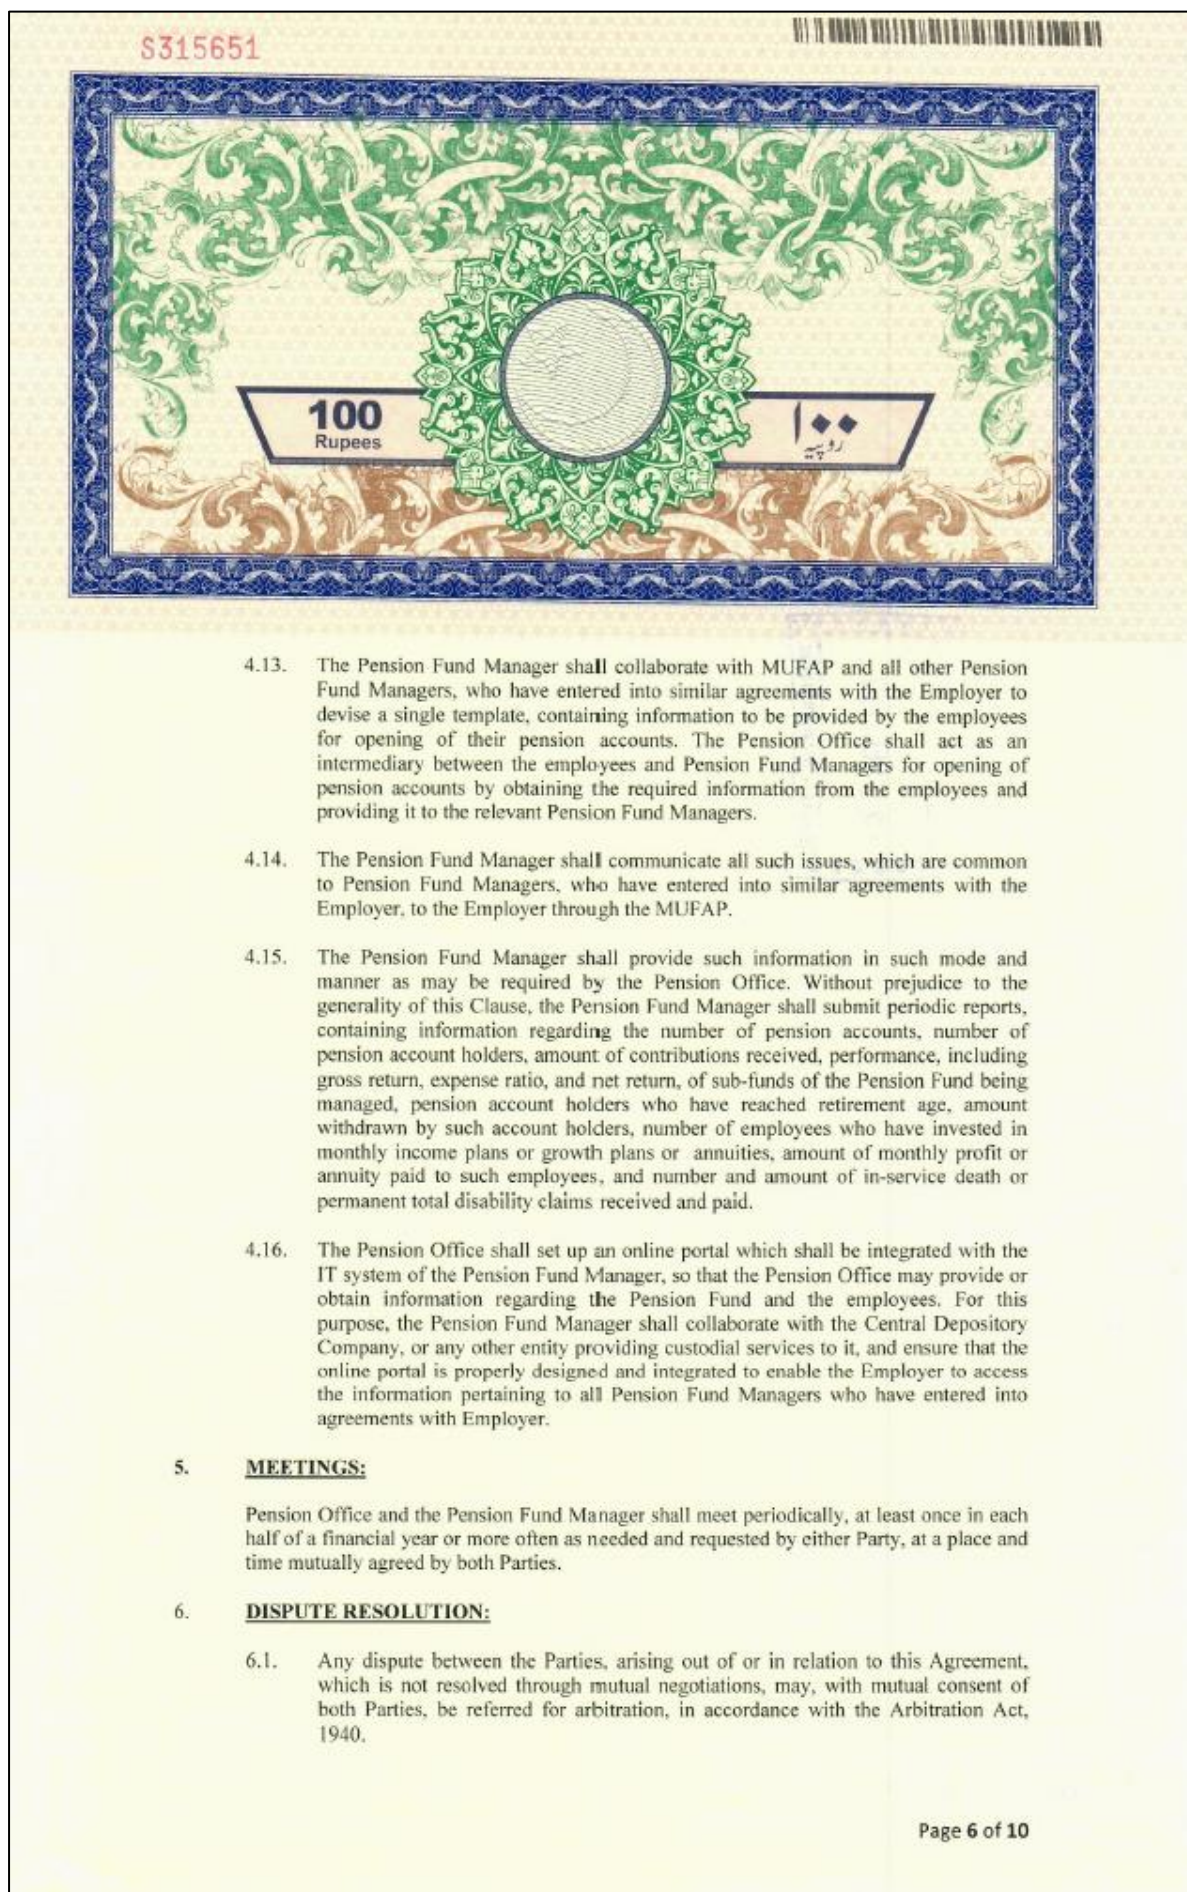 S315651
100
Rupees
۱۰۰
روپیہ
4.13. The Pension Fund Manager shall collaborate with MUFAP and all other Pension
Fund Managers, who have entered into similar agreements with the Employer to
devise a single template, containing information to be provided by the employees
for opening of their pension accounts. The Pension Office shall act as an
intermediary between the employees and Pension Fund Managers for opening of
pension accounts by obtaining the required information from the employees and
providing it to the relevant Pension Fund Managers.
4.14. The Pension Fund Manager shall communicate all such issues, which are common
to Pension Fund Managers, who have entered into similar agreements with the
Employer, to the Employer through the MUFAP.
4.15. The Pension Fund Manager shall provide such information in such mode and
manner as may be required by the Pension Office. Without prejudice to the
generality of this Clause, the Pension Fund Manager shall submit periodic reports,
containing information regarding the number of pension accounts, number of
pension account holders, amount of contributions received, performance, including
gross return, expense ratio, and net return, of sub-funds of the Pension Fund being
managed, pension account holders who have reached retirement age, amount
withdrawn by such account holders, number of employees who have invested in
monthly income plans or growth plans or annuities, amount of monthly profit or
annuity paid to such employees, and number and amount of in-service death or
permanent total disability claims received and paid.
4.16. The Pension Office shall set up an online portal which shall be integrated with the
IT system of the Pension Fund Manager, so that the Pension Office may provide or
obtain information regarding the Pension Fund and the employees. For this
purpose, the Pension Fund Manager shall collaborate with the Central Depository
Company, or any other entity providing custodial services to it, and ensure that the
online portal is properly designed and integrated to enable the Employer to access
the information pertaining to all Pension Fund Managers who have entered into
agreements with Employer.
5. MEETINGS:
Pension Office and the Pension Fund Manager shall meet periodically, at least once in each
half of a financial year or more often as needed and requested by either Party, at a place and
time mutually agreed by both Parties.
6. DISPUTE RESOLUTION:
6.1. Any dispute between the Parties, arising out of or in relation to this Agreement,
which is not resolved through mutual negotiations, may, with mutual consent of
both Parties, be referred for arbitration, in accordance with the Arbitration Act,
1940.
Page 6 of 10